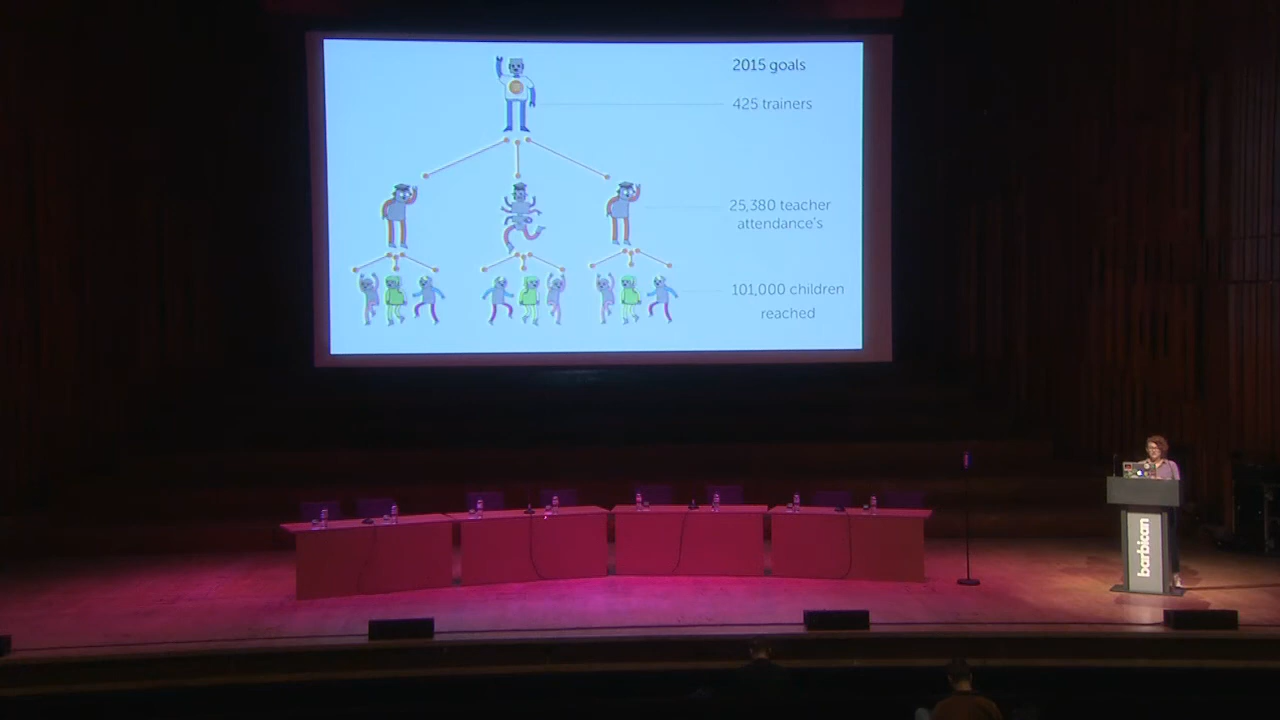 2015 goals
425 trainers
25,380 teacher
attendance's
101,000 children
reached
barbican